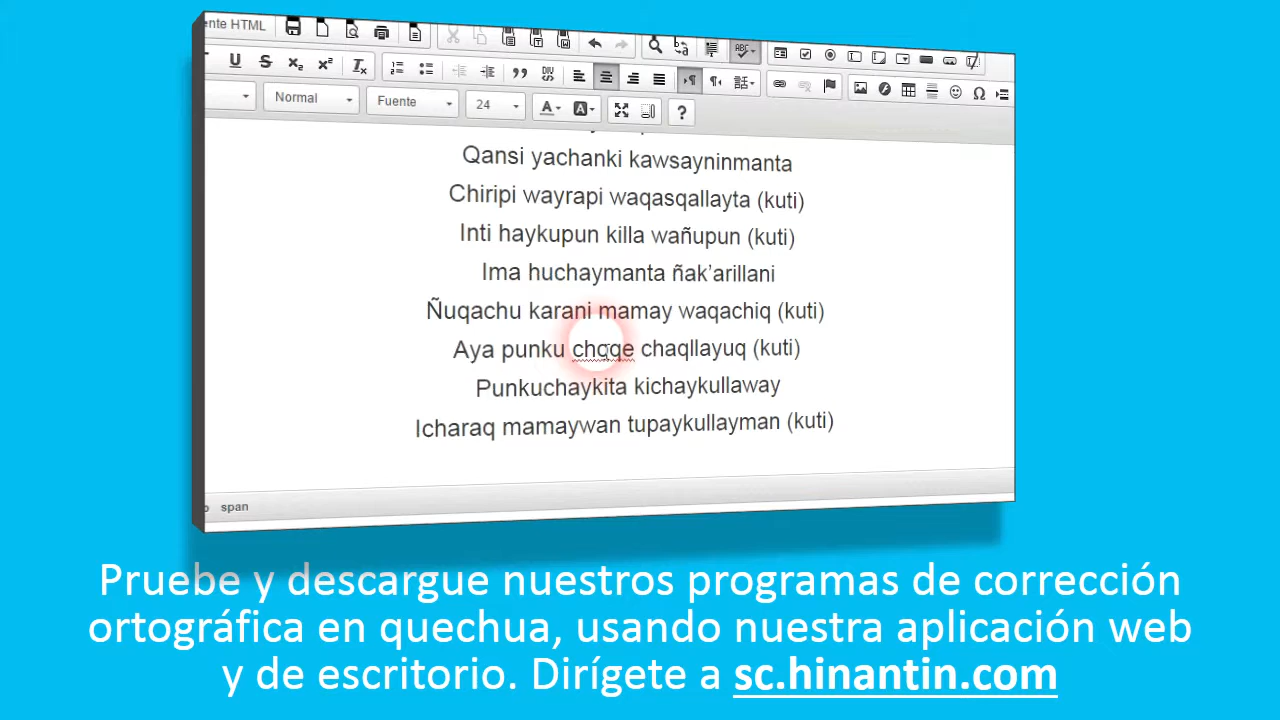 ente HTML
Normal Fuente 24
Qansi yachanki kawsayninmanta
Chiripi wayrapi waqasqallayta (kuti)
Inti haykupun killa wañupun (kuti)
Ima huchaymanta ñak’arillani
Ñuqachu karani mamay waqachiq (kuti)
Aya punku chqqe chaqllayuq (kuti)
Punkuchaykita kichaykullaway
Icharaq mamaywan tupaykullayman (kuti)
span
Pruebe y descargue nuestros programas de corrección
ortográfica en quechua, usando nuestra aplicación web
y de escritorio. Dirígete a sc.hinantin.com